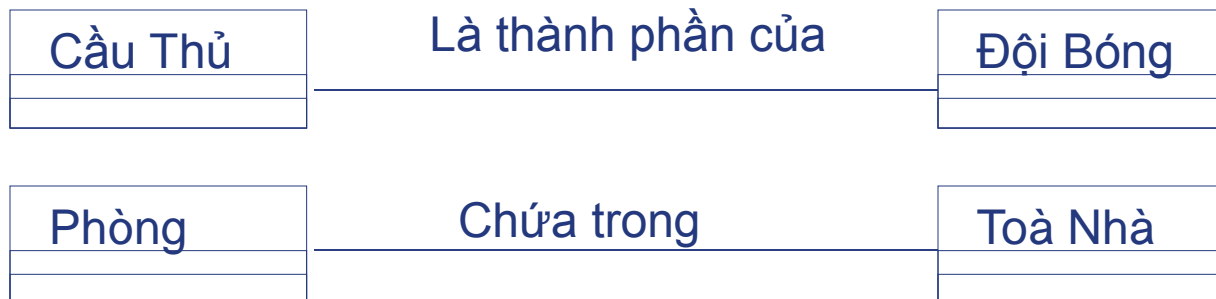 Cầu Thủ Là thành phần của Đội Bóng
Phòng Chứa trong Toà Nhà